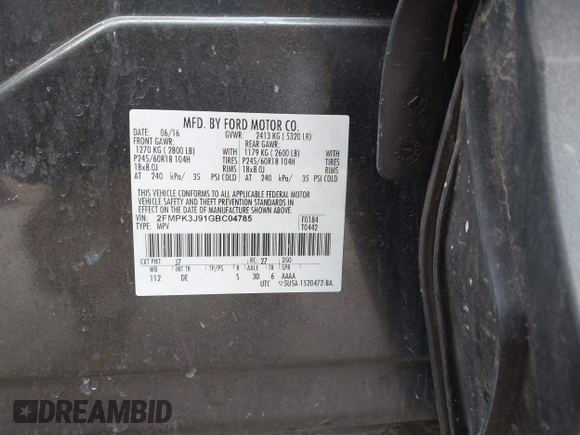 MFD. BY FORD MOTOR CO.
DATE: 06/16 GVWR: 2413 KG ( 5320 LB)
FRONT GAWR: REAR GAWR:
1270 KG ( 2800 LB) WITH 1179 KG ( 2600 LB) WITH
P245/60R18 104H TIRES P245/60R18 104H TIRES
18x8.0J RIMS 18x8.0J RIMS
AT 240 kPa/ 35 PSI COLD AT 240 kPa/ 35 PSI COLD
THIS VEHICLE CONFORMS TO ALL APPLICABLE FEDERAL MOTOR
VEHICLE SAFETY AND THEFT PREVENTION STANDARDS IN
EFFECT ON THE DATE OF MANUFACTURE SHOWN ABOVE.
VIN: 2FMPK3J91GBC04785 F0184
TYPE: MPV T0442
EXT PNT: J7 RC: 27 DSO:
WB INT TR TP/PS R AXLE TR SPR
112 DE 5 3D 6 AAAA
UTC 5U5A-1520472-BA
DREAMBID